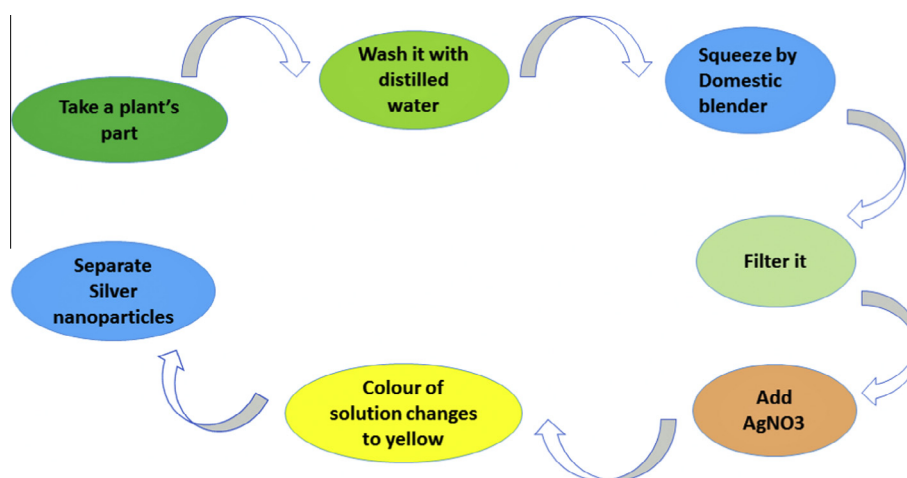 Take a plant's
part
Wash it with
distilled
water
Squeeze by
Domestic
blender
Filter it
Add
AgNO3
Colour of
solution changes
to yellow
Separate
Silver
nanoparticles